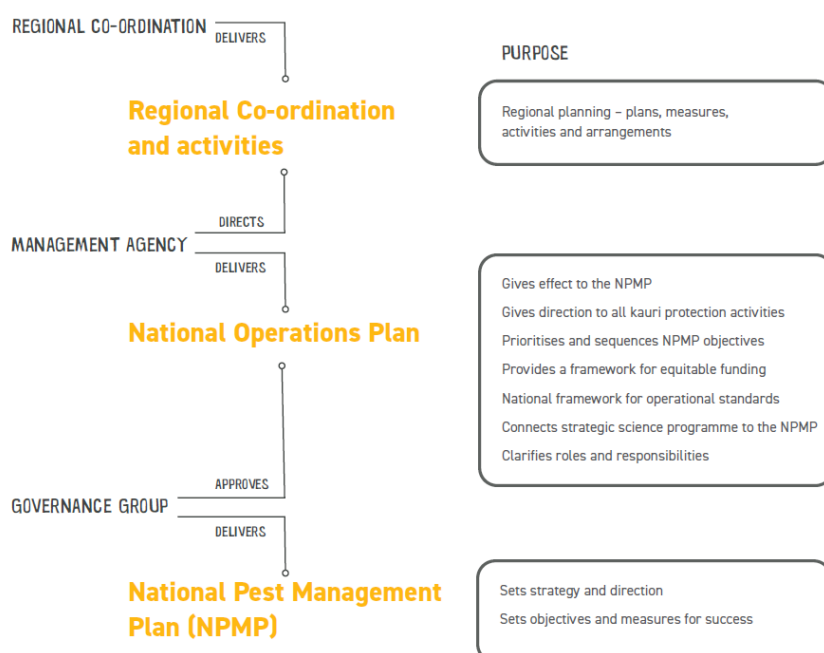 REGIONAL CO-ORDINATION
DELIVERS
PURPOSE
Regional Co-ordination
and activities
Regional planning – plans, measures,
activities and arrangements
DIRECTS
MANAGEMENT AGENCY
DELIVERS
National Operations Plan
Gives effect to the NPMP
Gives direction to all kauri protection activities
Prioritises and sequences NPMP objectives
Provides a framework for equitable funding
National framework for operational standards
Connects strategic science programme to the NPMP
Clarifies roles and responsibilities
APPROVES
GOVERNANCE GROUP
DELIVERS
National Pest Management
Plan (NPMP)
Sets strategy and direction
Sets objectives and measures for success